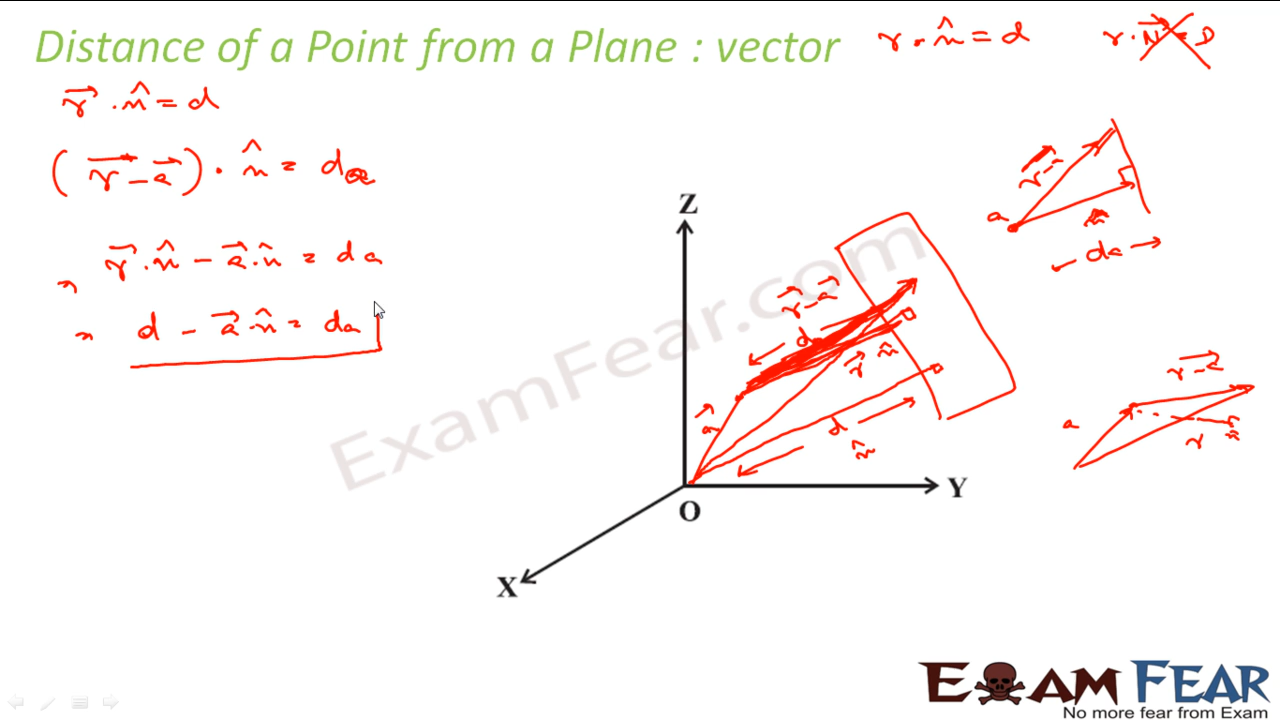 Distance of a Point from a Plane : vector
r · n̂ = d
r · N⃗ = D
r⃗ · n̂ = d
( r⃗ - a⃗ ) · n̂ = da
r⃗ · n̂ - a⃗ · n̂ = da
d - a⃗ · n̂ = da
r⃗ - a⃗
a
n̂
da
Z
r⃗ - a⃗
d
r⃗
n̂
a⃗
d
n̂
r⃗ - a⃗
a
r
n̂
Y
O
X
ExamFear.com
EXAM FEAR
No more fear from Exam